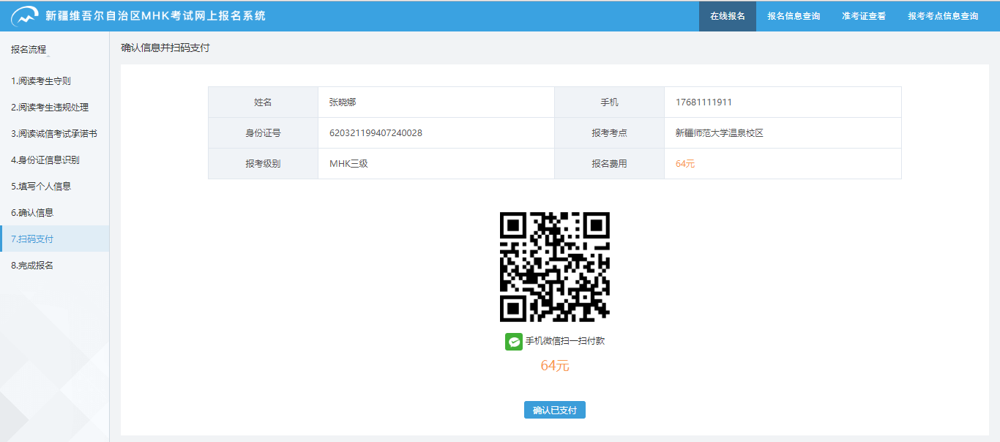 新疆维吾尔自治区MHK考试网上报名系统
在线报名 报名信息查询 准考证查看 报考考点信息查询
报名流程
1.阅读考生守则
2.阅读考生违规处理
3.阅读诚信考试承诺书
4.身份证信息识别
5.填写个人信息
6.确认信息
7.扫码支付
8.完成报名
确认信息并扫码支付
姓名 张晓娜 手机 17681111911
身份证号 620321199407240028 报考考点 新疆师范大学温泉校区
报考级别 MHK三级 报名费用 64元
手机微信扫一扫付款
64元
确认已支付